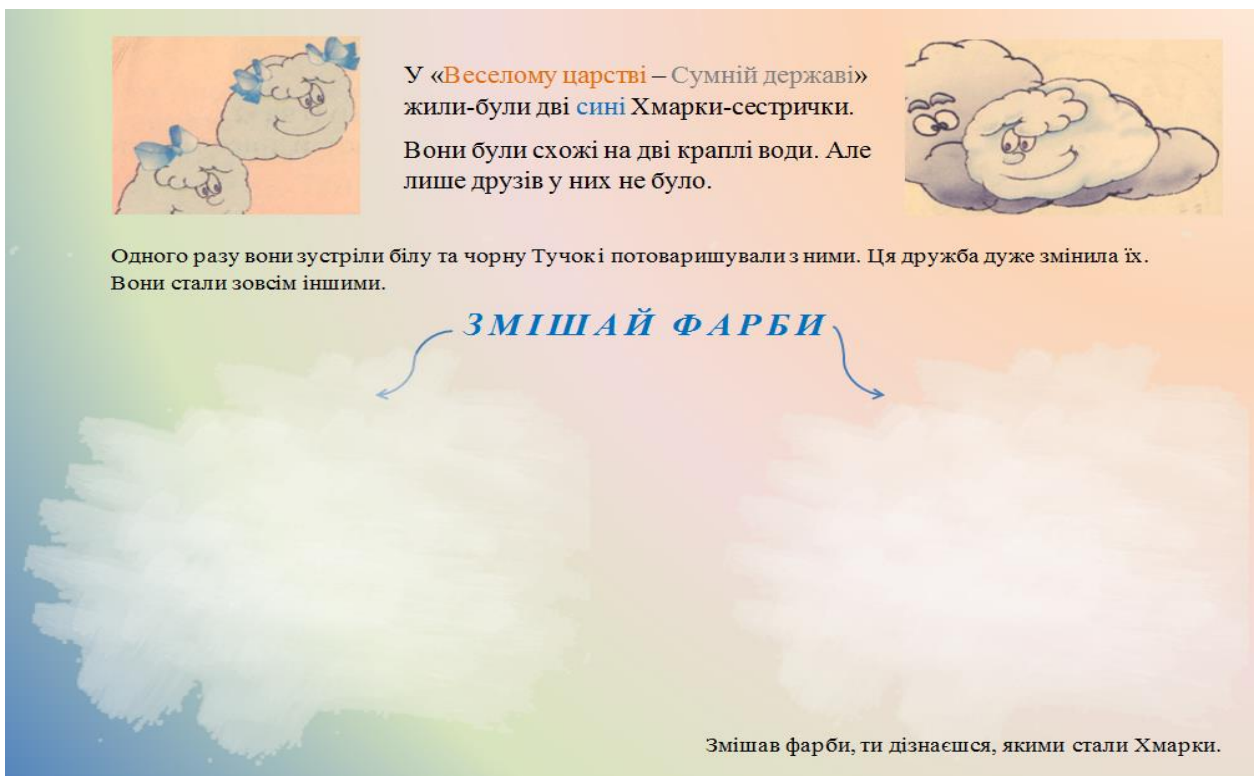 У «Веселому царстві – Сумній державі»
жили-були дві сині Хмарки-сестрички.
Вони були схожі на дві краплі води. Але
лише друзів у них не було.
Одного разу вони зустріли білу та чорну Тучок і потоваришували з ними. Ця дружба дуже змінила їх.
Вони стали зовсім іншими.
ЗМІШАЙ ФАРБИ
Змішав фарби, ти дізнаєшся, якими стали Хмарки.